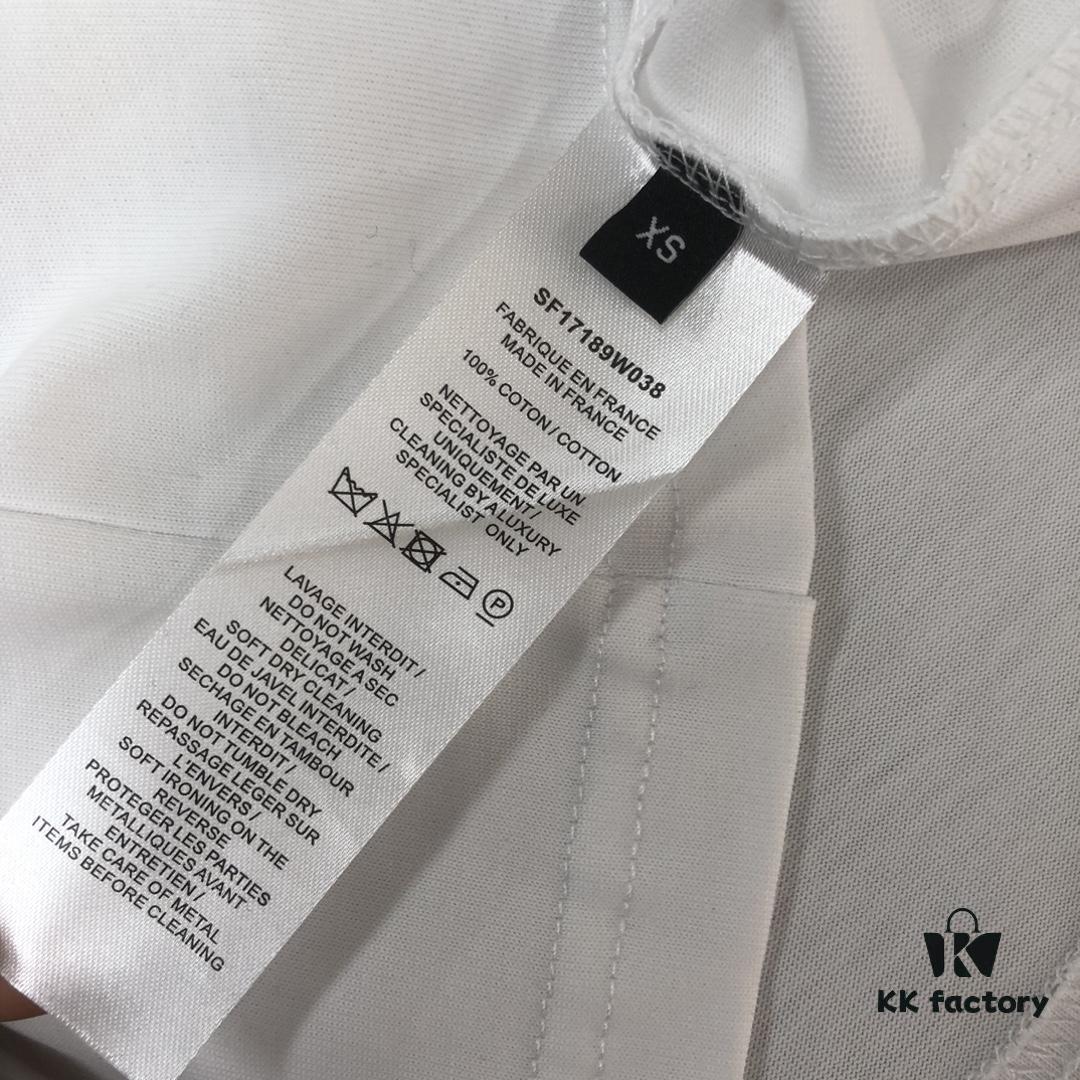 XS
SF17189W038
FABRIQUE EN FRANCE
MADE IN FRANCE
100% COTON / COTTON
NETTOYAGE PAR UN
SPECIALISTE DE LUXE
UNIQUEMENT /
CLEANING BY A LUXURY
SPECIALIST ONLY
P
LAVAGE INTERDIT /
DO NOT WASH
NETTOYAGE A SEC
DELICAT /
SOFT DRY CLEANING
EAU DE JAVEL INTERDITE /
DO NOT BLEACH
SECHAGE EN TAMBOUR
INTERDIT /
DO NOT TUMBLE DRY
REPASSAGE LEGER SUR
L'ENVERS /
SOFT IRONING ON THE
REVERSE
PROTEGER LES PARTIES
METALLIQUES AVANT
ENTRETIEN /
TAKE CARE OF METAL
ITEMS BEFORE CLEANING
KK factory